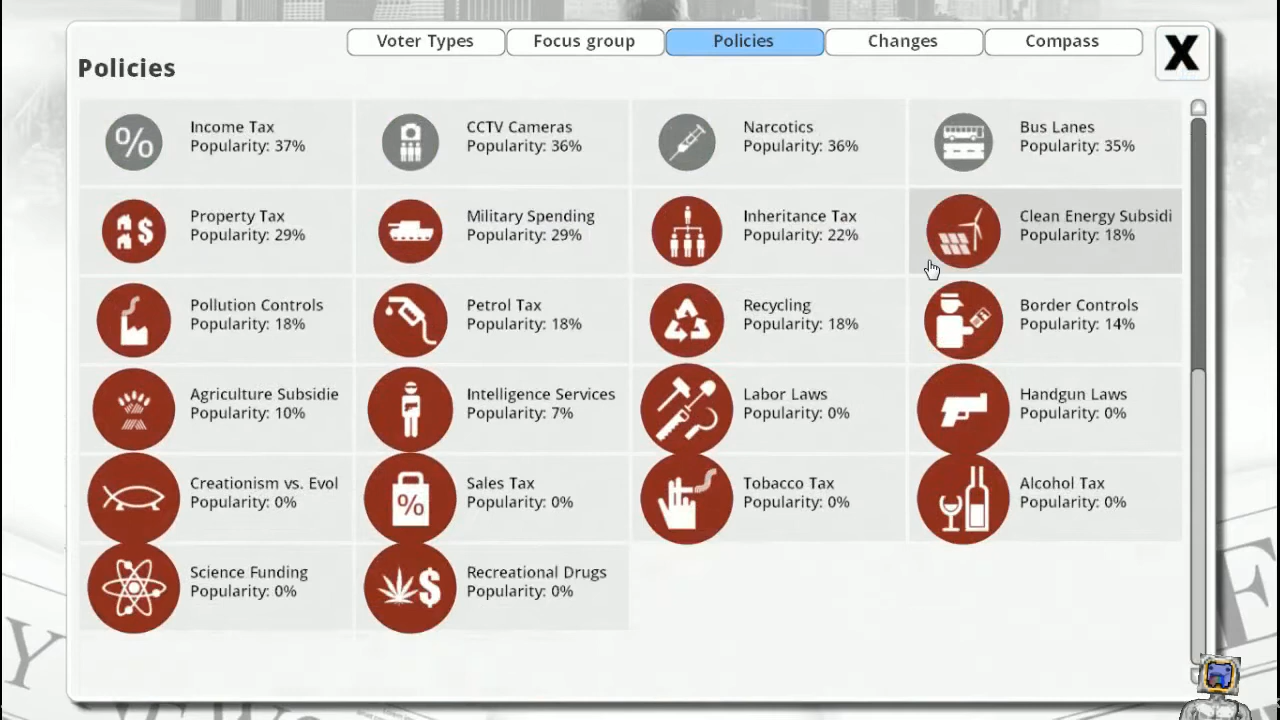 Voter Types
Focus group
Policies
Changes
Compass
X
Policies
Income Tax
Popularity: 37%
CCTV Cameras
Popularity: 36%
Narcotics
Popularity: 36%
Bus Lanes
Popularity: 35%
Property Tax
Popularity: 29%
Military Spending
Popularity: 29%
Inheritance Tax
Popularity: 22%
Clean Energy Subsidi
Popularity: 18%
Pollution Controls
Popularity: 18%
Petrol Tax
Popularity: 18%
Recycling
Popularity: 18%
Border Controls
Popularity: 14%
Agriculture Subsidie
Popularity: 10%
Intelligence Services
Popularity: 7%
Labor Laws
Popularity: 0%
Handgun Laws
Popularity: 0%
Creationism vs. Evol
Popularity: 0%
Sales Tax
Popularity: 0%
Tobacco Tax
Popularity: 0%
Alcohol Tax
Popularity: 0%
Science Funding
Popularity: 0%
Recreational Drugs
Popularity: 0%